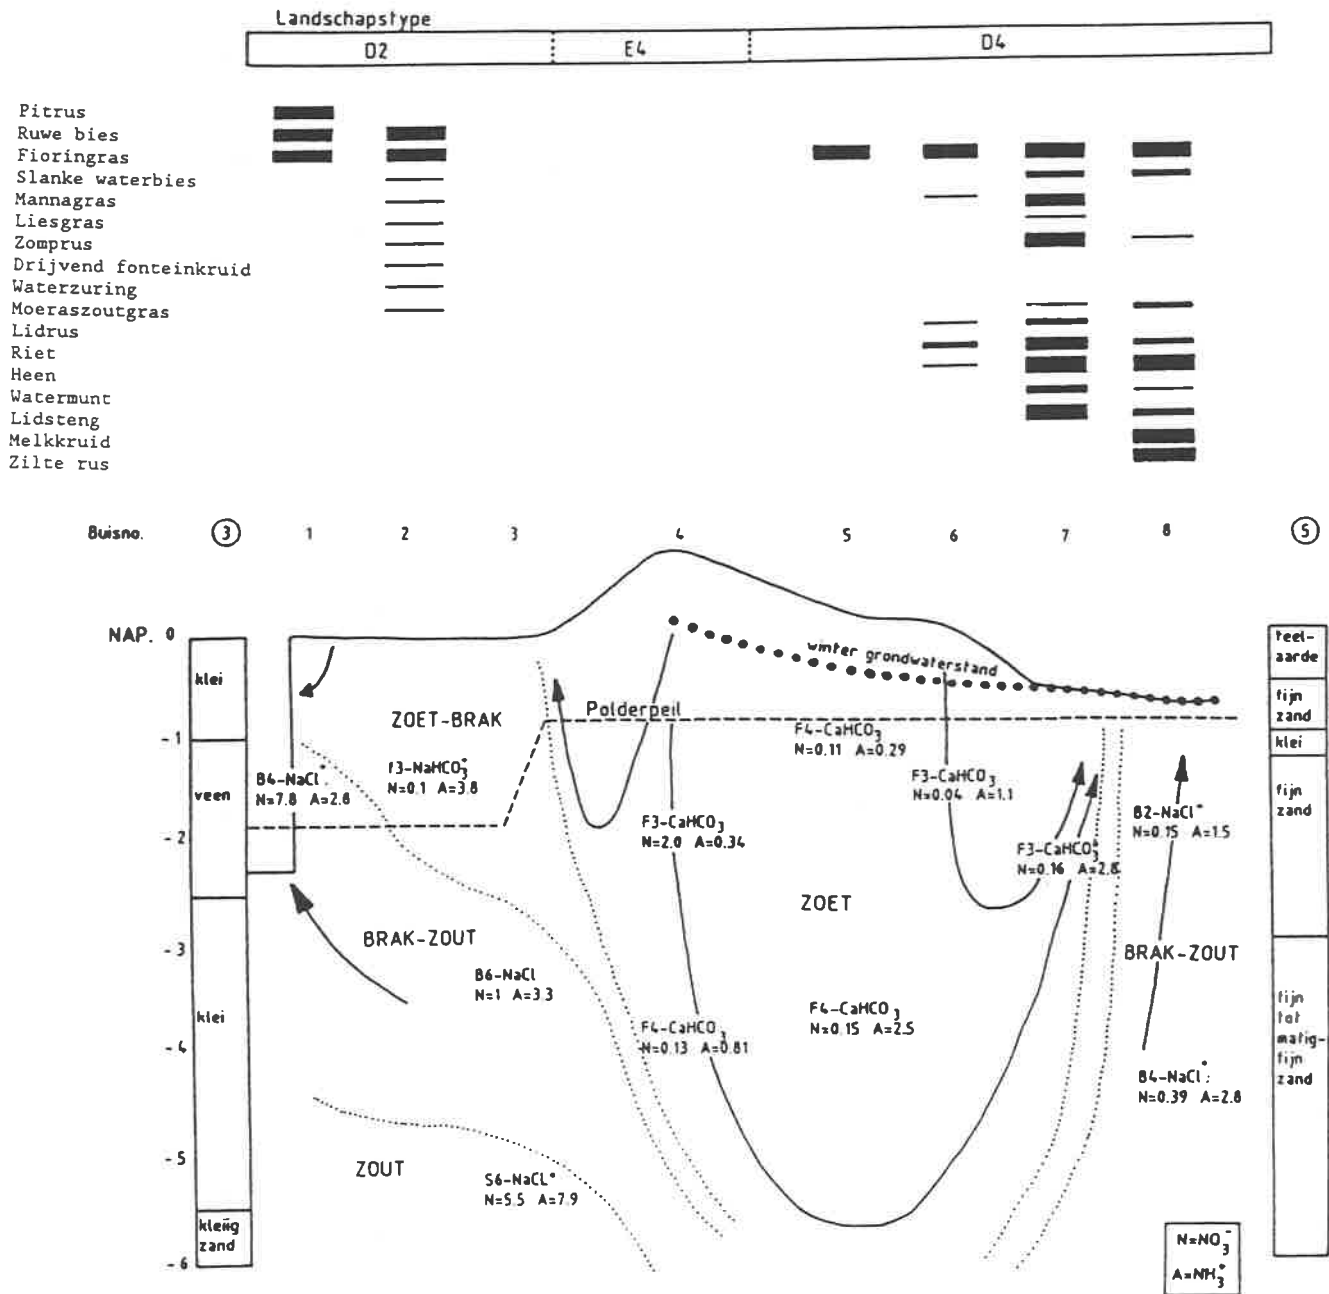 Landschapstype
D2 E4 D4
Pitrus
Ruwe bies
Fioringras
Slanke waterbies
Mannagras
Liesgras
Zomprus
Drijvend fonteinkruid
Waterzuring
Moeraszoutgras
Lidrus
Riet
Heen
Watermunt
Lidsteng
Melkkruid
Zilte rus
Buisno. 3 1 2 3 4 5 6 7 8 5
NAP. 0
-1
-2
-3
-4
-5
-6
klei
veen
klei
kleiïg
zand
ZOET-BRAK
B4-NaCl*:
N=7.8 A=2.6
f3-NaHCO3*
N=0.1 A=3.8
BRAK-ZOUT
B6-NaCl
N=1 A=3.3
ZOUT
S6-NaCL*
N=5.5 A=7.9
Polderpeil
winter grondwaterstand
F4-CaHCO3
N=0.11 A=0.29
F3-CaHCO3
N=2.0 A=0.34
F3-CaHCO3
N=0.04 A=1.1
F3-CaHCO3*
N=0.16 A=2.8
ZOET
F4-CaHCO3
N=0.13 A=0.81
F4-CaHCO3
N=0.15 A=2.5
B2-NaCl*
N=0.15 A=1.5
BRAK-ZOUT
B4-NaCl*:
N=0.39 A=2.8
N=NO3-
A=NH3+
teel-
aarde
fijn
zand
klei
fijn
zand
fijn
tot
matig-
fijn
zand